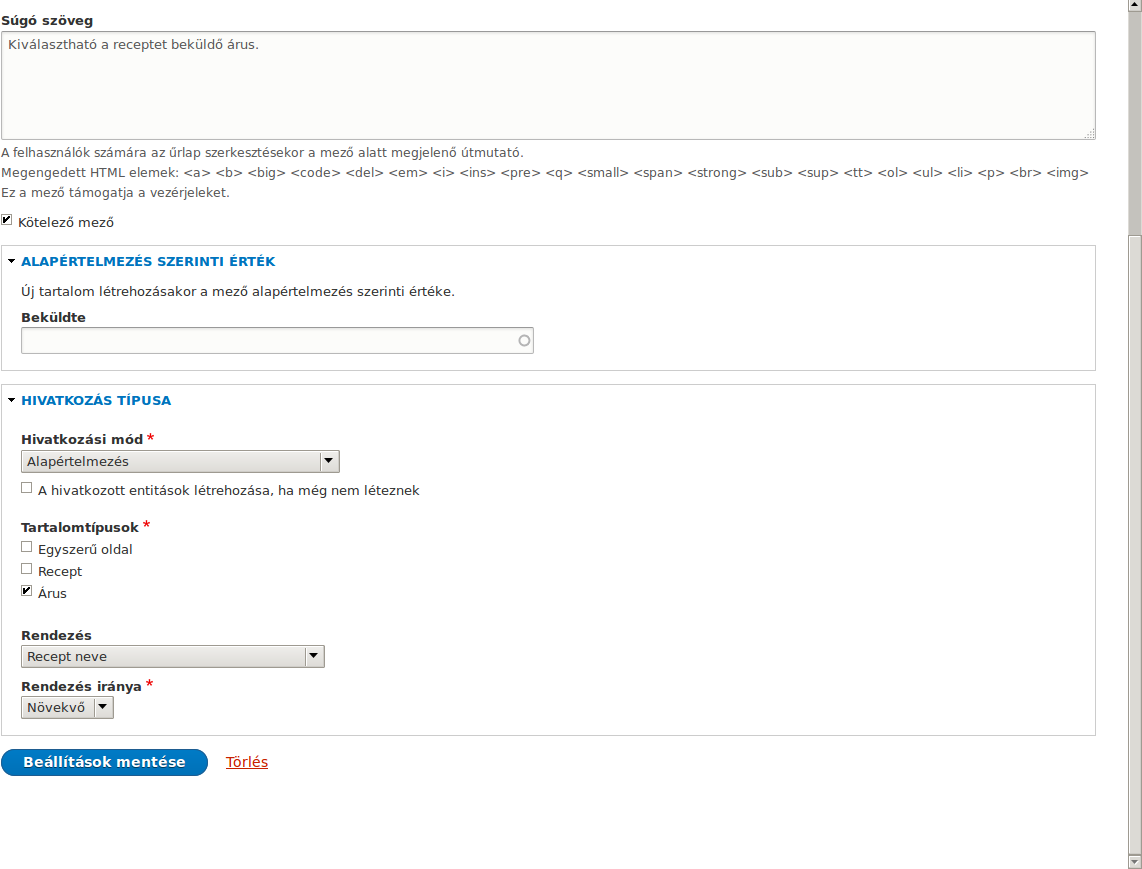 Súgó szöveg
Kiválasztható a receptet beküldő árus.
A felhasználók számára az űrlap szerkesztésekor a mező alatt megjelenő útmutató.
Megengedett HTML elemek: <a> <b> <big> <code> <del> <em> <i> <ins> <pre> <q> <small> <span> <strong> <sub> <sup> <tt> <ol> <ul> <li> <p> <br> <img>
Ez a mező támogatja a vezérjeleket.
Kötelező mező
ALAPÉRTELMEZÉS SZERINTI ÉRTÉK
Új tartalom létrehozásakor a mező alapértelmezés szerinti értéke.
Beküldte
HIVATKOZÁS TÍPUSA
Hivatkozási mód *
Alapértelmezés
A hivatkozott entitások létrehozása, ha még nem léteznek
Tartalomtípusok *
Egyszerű oldal
Recept
Árus
Rendezés
Recept neve
Rendezés iránya *
Növekvő
Beállítások mentése Törlés